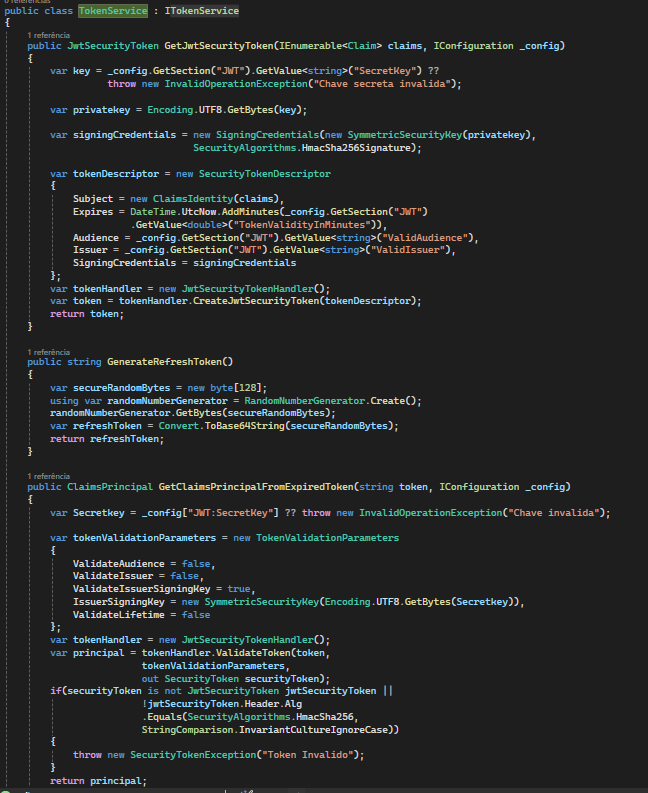 0 referências
public class TokenService : ITokenService
{
1 referência
public JwtSecurityToken GetJwtSecurityToken(IEnumerable<Claim> claims, IConfiguration _config)
{
var key = _config.GetSection("JWT").GetValue<string>("SecretKey") ??
throw new InvalidOperationException("Chave secreta invalida");
var privatekey = Encoding.UTF8.GetBytes(key);
var signingCredentials = new SigningCredentials(new SymmetricSecurityKey(privatekey),
SecurityAlgorithms.HmacSha256Signature);
var tokenDescriptor = new SecurityTokenDescriptor
{
Subject = new ClaimsIdentity(claims),
Expires = DateTime.UtcNow.AddMinutes(_config.GetSection("JWT")
.GetValue<double>("TokenValidityInMinutes")),
Audience = _config.GetSection("JWT").GetValue<string>("ValidAudience"),
Issuer = _config.GetSection("JWT").GetValue<string>("ValidIssuer"),
SigningCredentials = signingCredentials
};
var tokenHandler = new JwtSecurityTokenHandler();
var token = tokenHandler.CreateJwtSecurityToken(tokenDescriptor);
return token;
}
1 referência
public string GenerateRefreshToken()
{
var secureRandomBytes = new byte[128];
using var randomNumberGenerator = RandomNumberGenerator.Create();
randomNumberGenerator.GetBytes(secureRandomBytes);
var refreshToken = Convert.ToBase64String(secureRandomBytes);
return refreshToken;
}
1 referência
public ClaimsPrincipal GetClaimsPrincipalFromExpiredToken(string token, IConfiguration _config)
{
var Secretkey = _config["JWT:SecretKey"] ?? throw new InvalidOperationException("Chave invalida");
var tokenValidationParameters = new TokenValidationParameters
{
ValidateAudience = false,
ValidateIssuer = false,
ValidateIssuerSigningKey = true,
IssuerSigningKey = new SymmetricSecurityKey(Encoding.UTF8.GetBytes(Secretkey)),
ValidateLifetime = false
};
var tokenHandler = new JwtSecurityTokenHandler();
var principal = tokenHandler.ValidateToken(token,
tokenValidationParameters,
out SecurityToken securityToken);
if(securityToken is not JwtSecurityToken jwtSecurityToken ||
!jwtSecurityToken.Header.Alg
.Equals(SecurityAlgorithms.HmacSha256,
StringComparison.InvariantCultureIgnoreCase))
{
throw new SecurityTokenException("Token Invalido");
}
return principal;